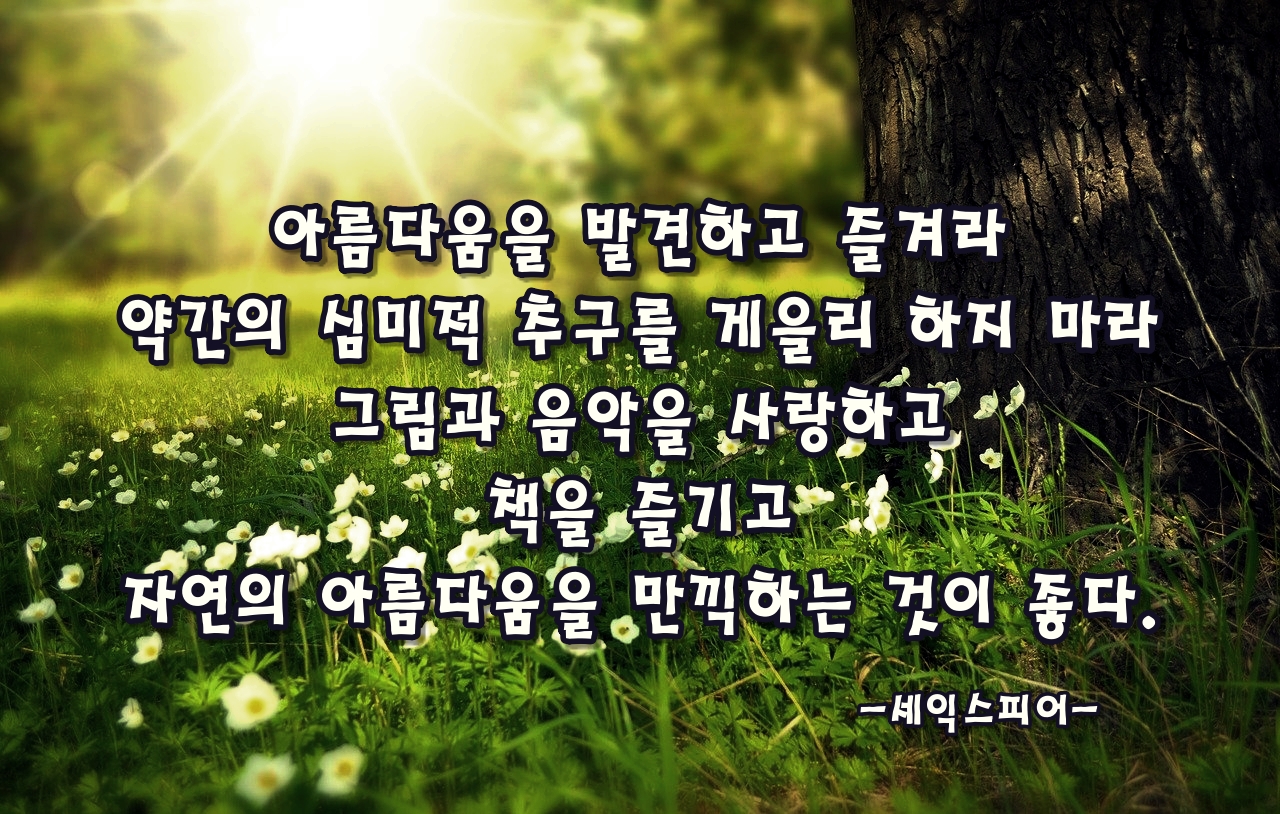 아름다움을 발견하고 즐겨라
약간의 심미적 추구를 게을리 하지 마라
그림과 음악을 사랑하고
책을 즐기고
자연의 아름다움을 만끽하는 것이 좋다.
-세익스피어-